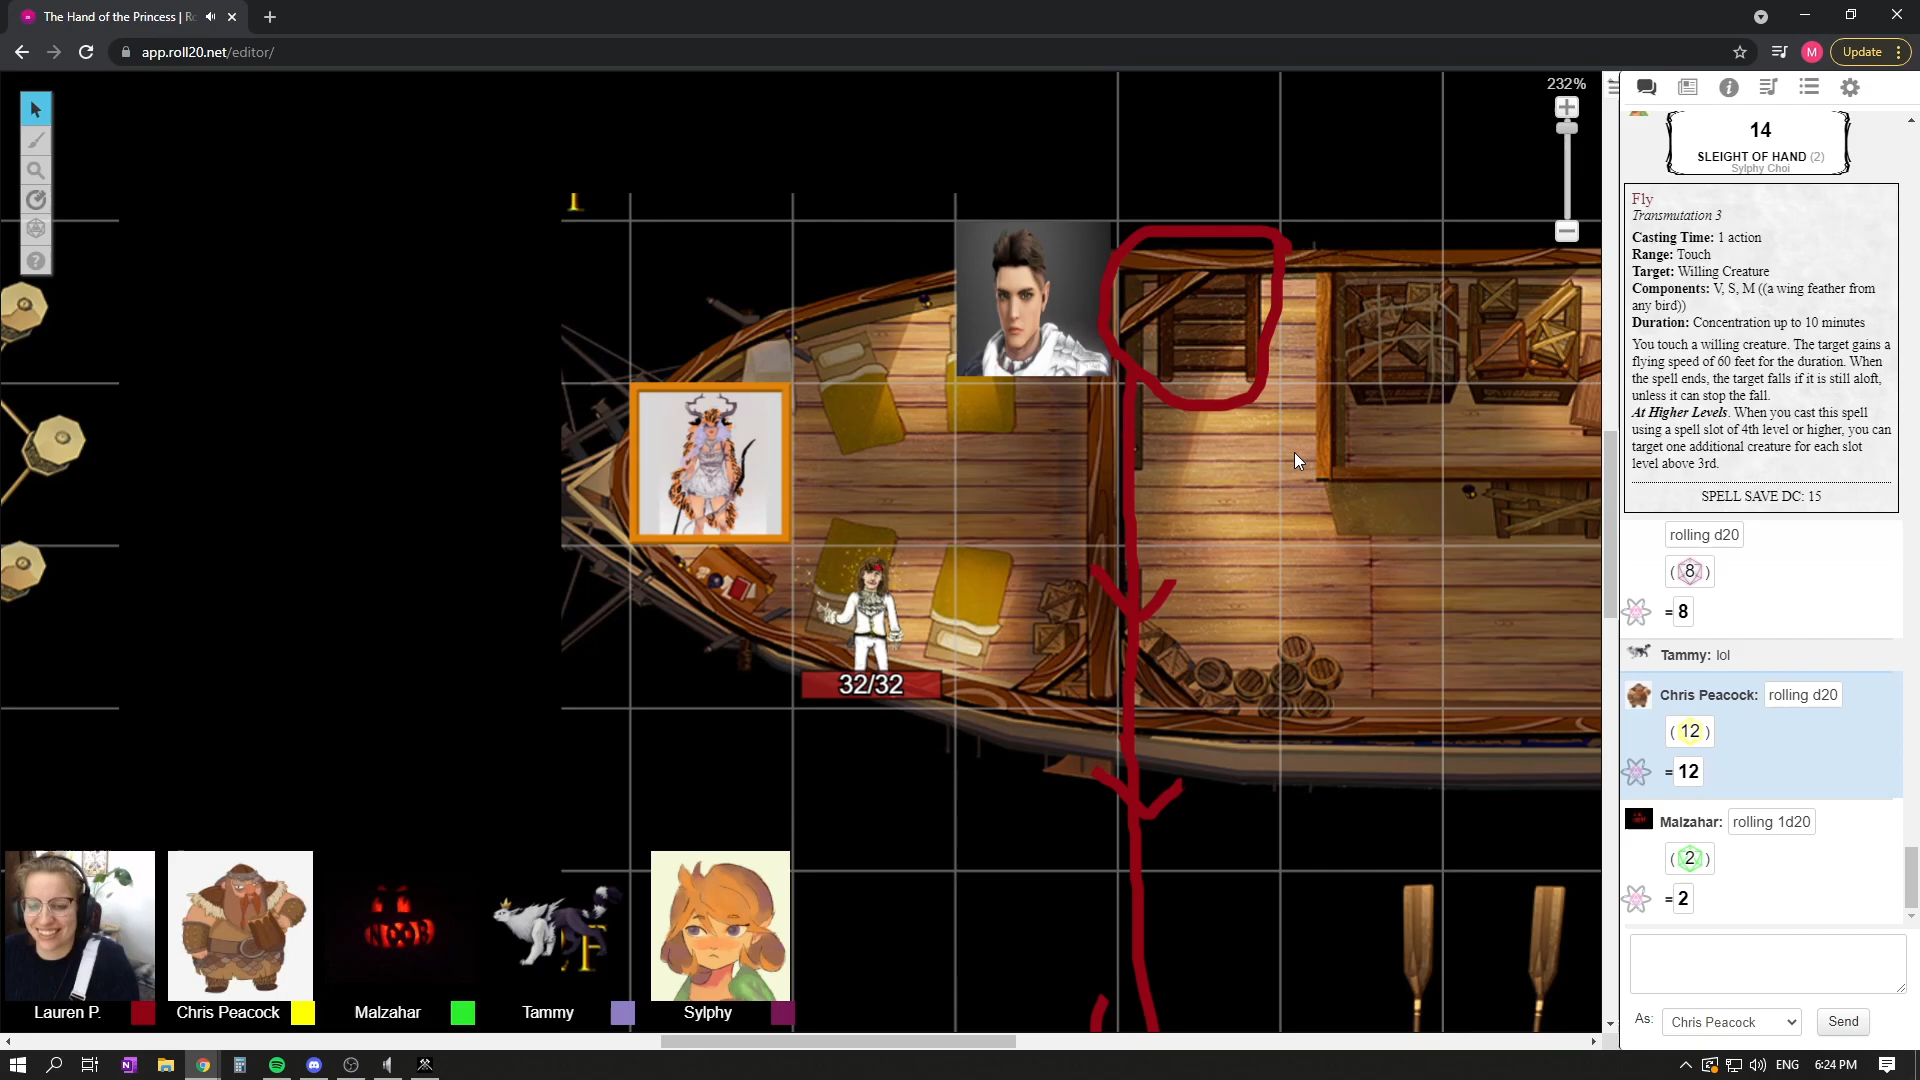 The Hand of the Princess | Ro
app.roll20.net/editor/
M
Update
232%
14
SLEIGHT OF HAND (2)
Sylphy Choi
Fly
Transmutation 3
Casting Time: 1 action
Range: Touch
Target: Willing Creature
Components: V, S, M ((a wing feather from
any bird))
Duration: Concentration up to 10 minutes
You touch a willing creature. The target gains a
flying speed of 60 feet for the duration. When
the spell ends, the target falls if it is still aloft,
unless it can stop the fall.
At Higher Levels. When you cast this spell
using a spell slot of 4th level or higher, you can
target one additional creature for each slot
level above 3rd.
SPELL SAVE DC: 15
rolling d20
(8)
=8
Tammy: lol
Chris Peacock: rolling d20
(12)
=12
Malzahar: rolling 1d20
(2)
=2
32/32
NOOB
F
Lauren P.
Chris Peacock
Malzahar
Tammy
Sylphy
As:
Chris Peacock
Send
ENG
6:24 PM